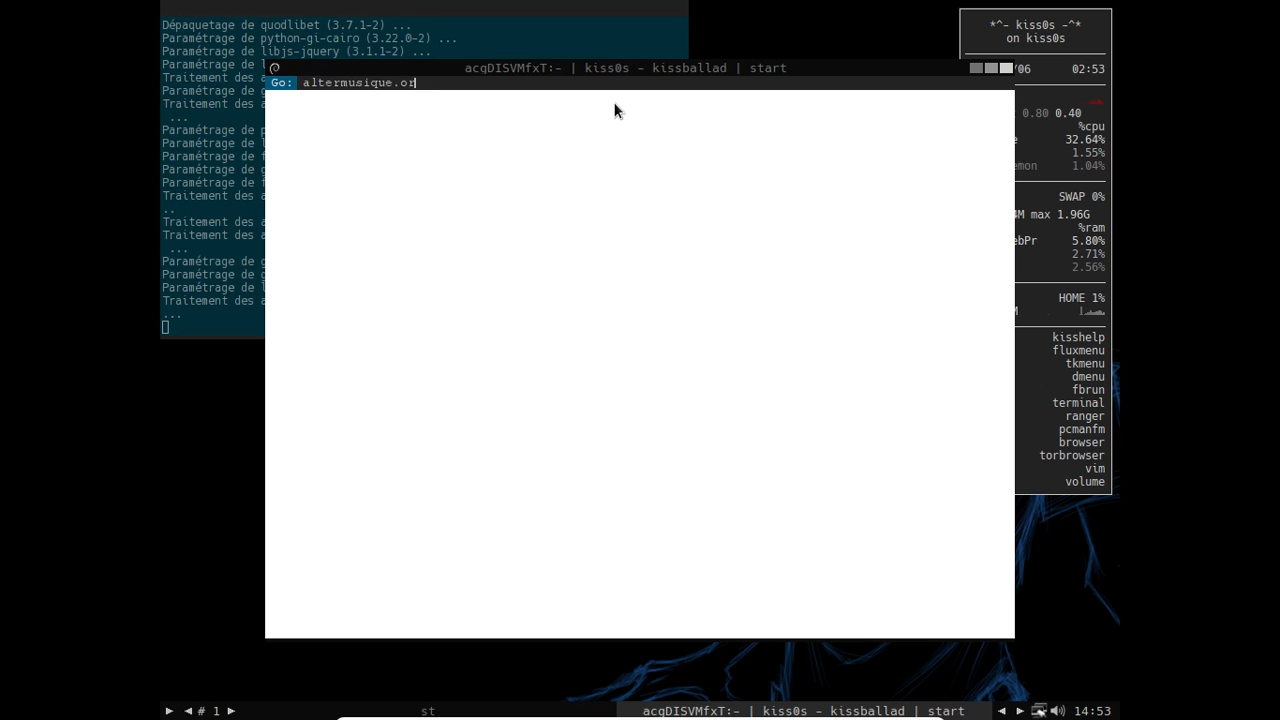 Dépaquetage de quodlibet (3.7.1-2) ...
Paramétrage de python-gi-cairo (3.22.0-2) ...
Paramétrage de libjs-jquery (3.1.1-2) ...
Paramétrage de l
Traitement des a
Paramétrage de g
Traitement des a
...
Paramétrage de p
Paramétrage de l
Paramétrage de f
Paramétrage de g
Paramétrage de f
Traitement des a
..
Traitement des a
Traitement des a
...
Paramétrage de g
Paramétrage de g
Paramétrage de l
Traitement des a
...
acqDISVMfxT:- | kiss0s - kissballad | start
Go: altermusique.or
*^- kiss0s -^*
on kiss0s
/06 02:53
0.80 0.40
%cpu
e 32.64%
1.55%
emon 1.04%
SWAP 0%
4M max 1.96G
%ram
ebPr 5.80%
2.71%
2.56%
HOME 1%
M
kisshelp
fluxmenu
tkmenu
dmenu
fbrun
terminal
ranger
pcmanfm
browser
torbrowser
vim
volume
# 1 st acqDISVMfxT:- | kiss0s - kissballad | start 14:53